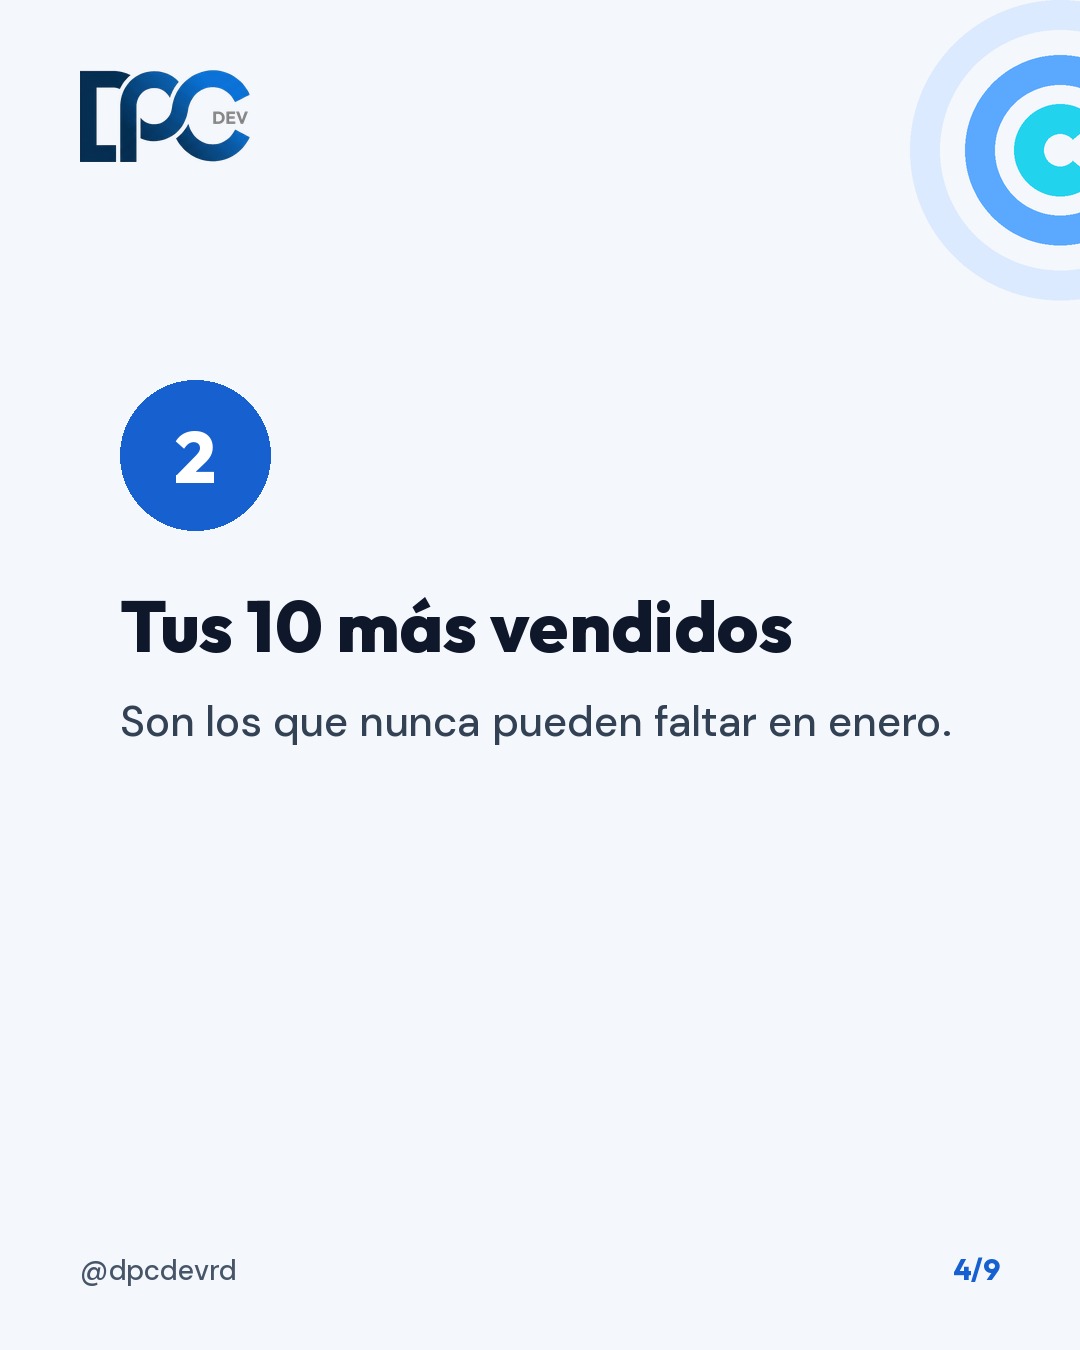 DPC
DEV
2
Tus 10 más vendidos
Son los que nunca pueden faltar en enero.
@dpcdevrd
4/9